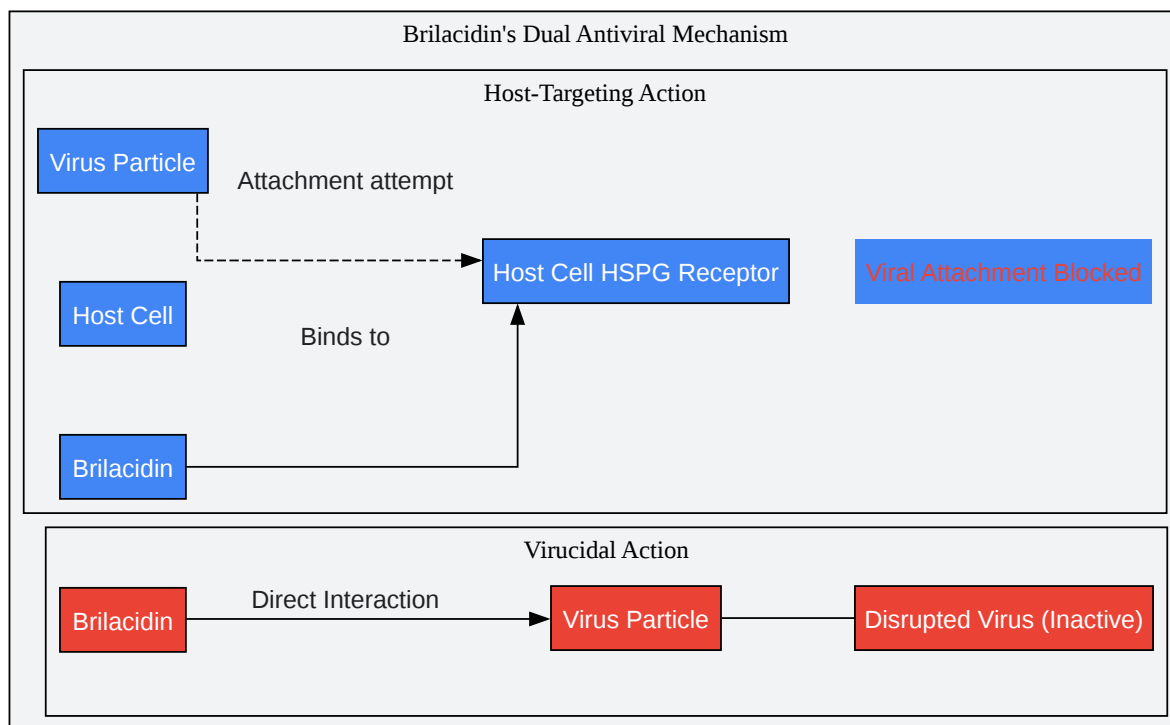 Brilacidin's Dual Antiviral Mechanism
Host-Targeting Action
Virus Particle
Attachment attempt
Host Cell HSPG Receptor
Viral Attachment Blocked
Host Cell
Binds to
Brilacidin
Virucidal Action
Brilacidin
Direct Interaction
Virus Particle
Disrupted Virus (Inactive)